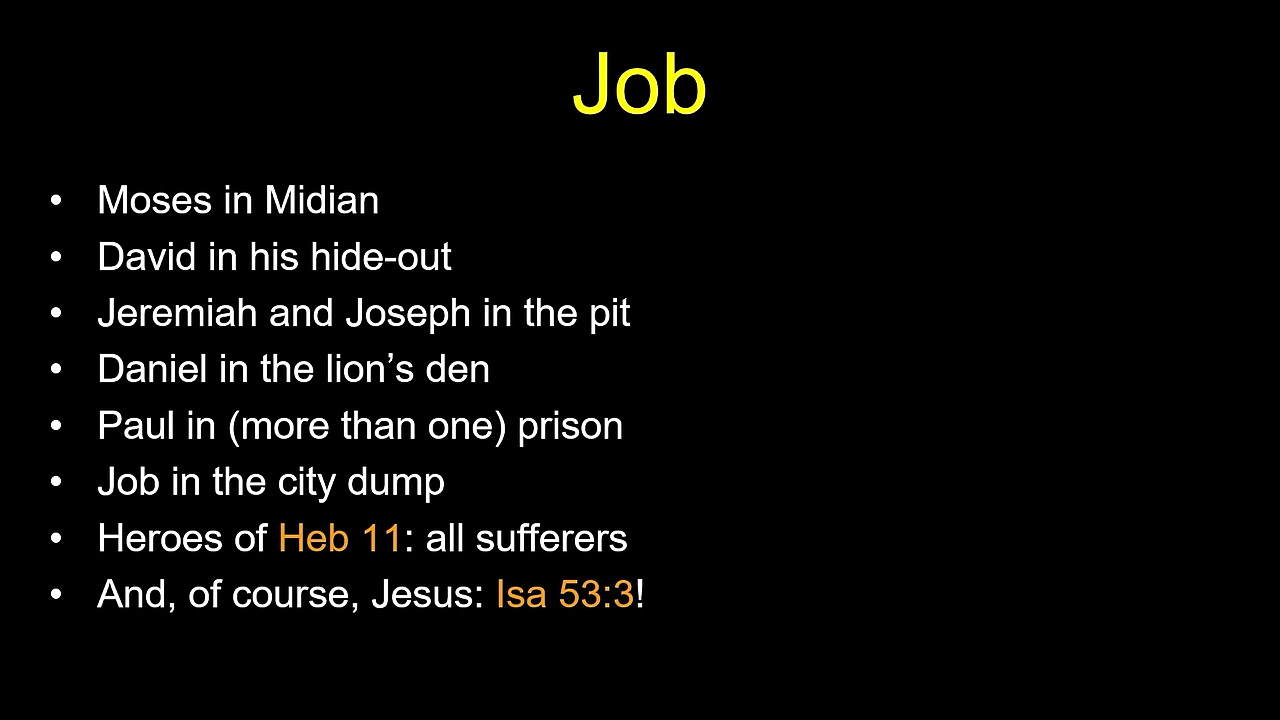 Job
• Moses in Midian
• David in his hide-out
• Jeremiah and Joseph in the pit
• Daniel in the lion’s den
• Paul in (more than one) prison
• Job in the city dump
• Heroes of Heb 11: all sufferers
• And, of course, Jesus: Isa 53:3!